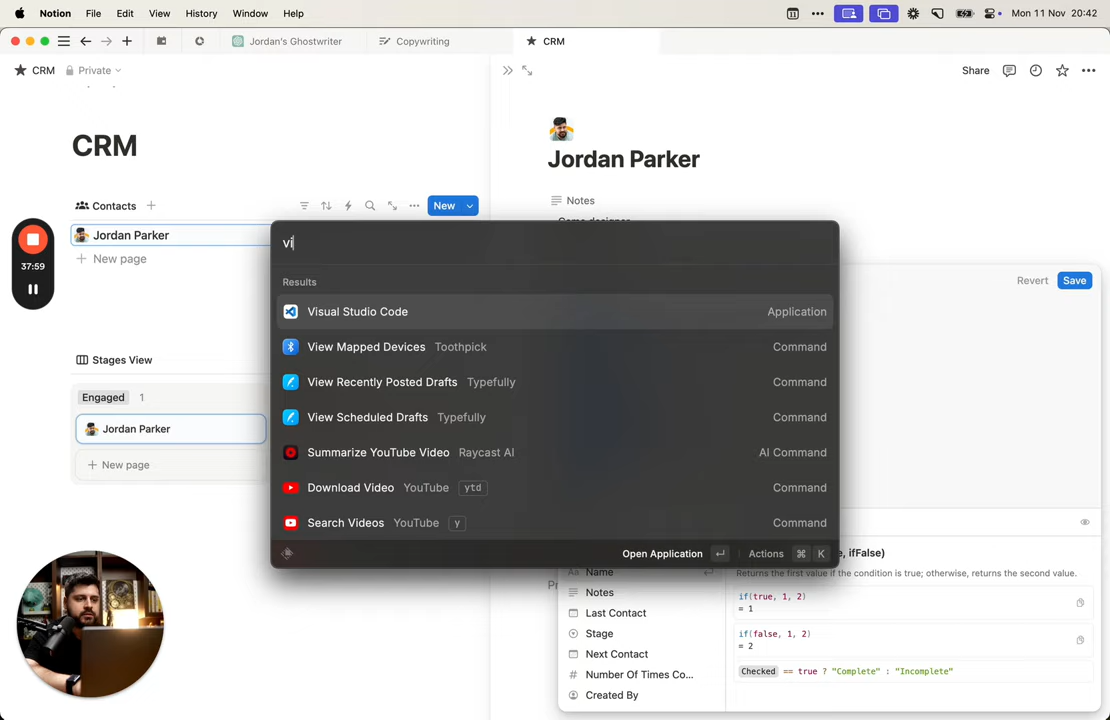 Notion File Edit View History Window Help Mon 11 Nov 20:42
Jordan's Ghostwriter Copywriting CRM
CRM Private Share
CRM
Jordan Parker
Contacts New
Notes
Jordan Parker
New page
37:59
vi
Results
Visual Studio Code Application
View Mapped Devices Toothpick Command
View Recently Posted Drafts Typefully Command
View Scheduled Drafts Typefully Command
Summarize YouTube Video Raycast AI AI Command
Download Video YouTube ytd Command
Search Videos YouTube y Command
Open Application Actions ⌘ K
Revert Save
Stages View
Engaged 1
Jordan Parker
New page
, ifFalse)
Returns the first value if the condition is true; otherwise, returns the second value.
Name
Notes
Last Contact
Stage
Next Contact
Number Of Times Co...
Created By
if(true, 1, 2)
= 1
if(false, 1, 2)
= 2
Checked == true ? "Complete" : "Incomplete"